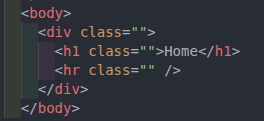 <body>
<div class="">
<h1 class="">Home</h1>
<hr class="" />
</div>
</body>